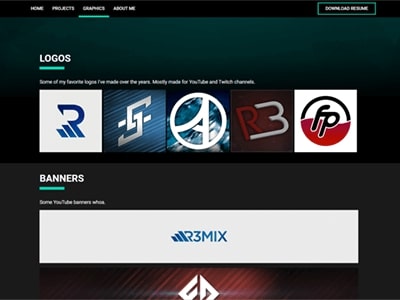 HOME PROJECTS GRAPHICS ABOUT ME DOWNLOAD RESUME
LOGOS
Some of my favorite logos I've made over the years. Mostly made for YouTube and Twitch channels.
R S R3 fp
BANNERS
Some YouTube banners whoa.
R3MIX